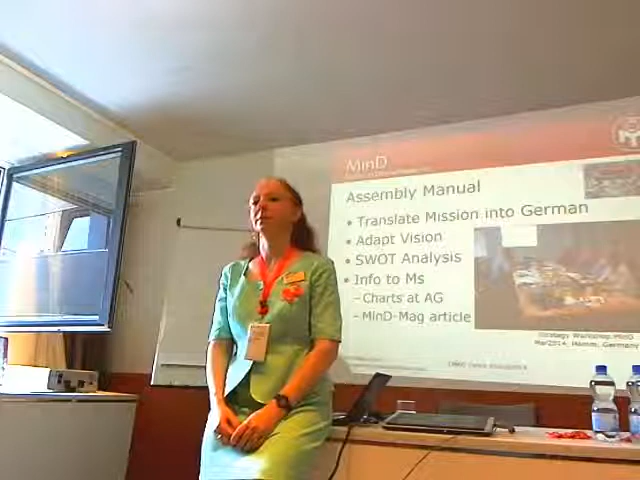 MinD
Assembly Manual
• Translate Mission into German
• Adapt Vision
• SWOT Analysis
• Info to Ms
– Charts at AG
– MinD-Mag article
Strategy Workshop MinD
Mar2014, Hamm, Germany